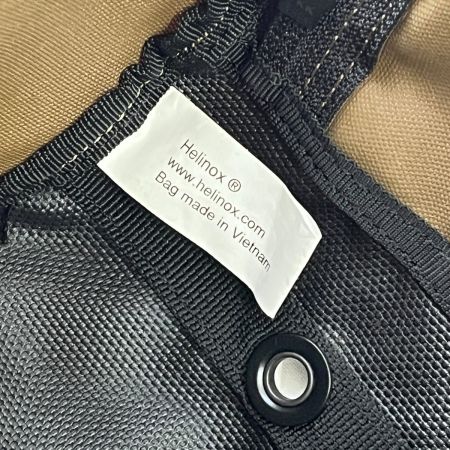 Helinox ®
www.helinox.com
Bag made in Vietnam